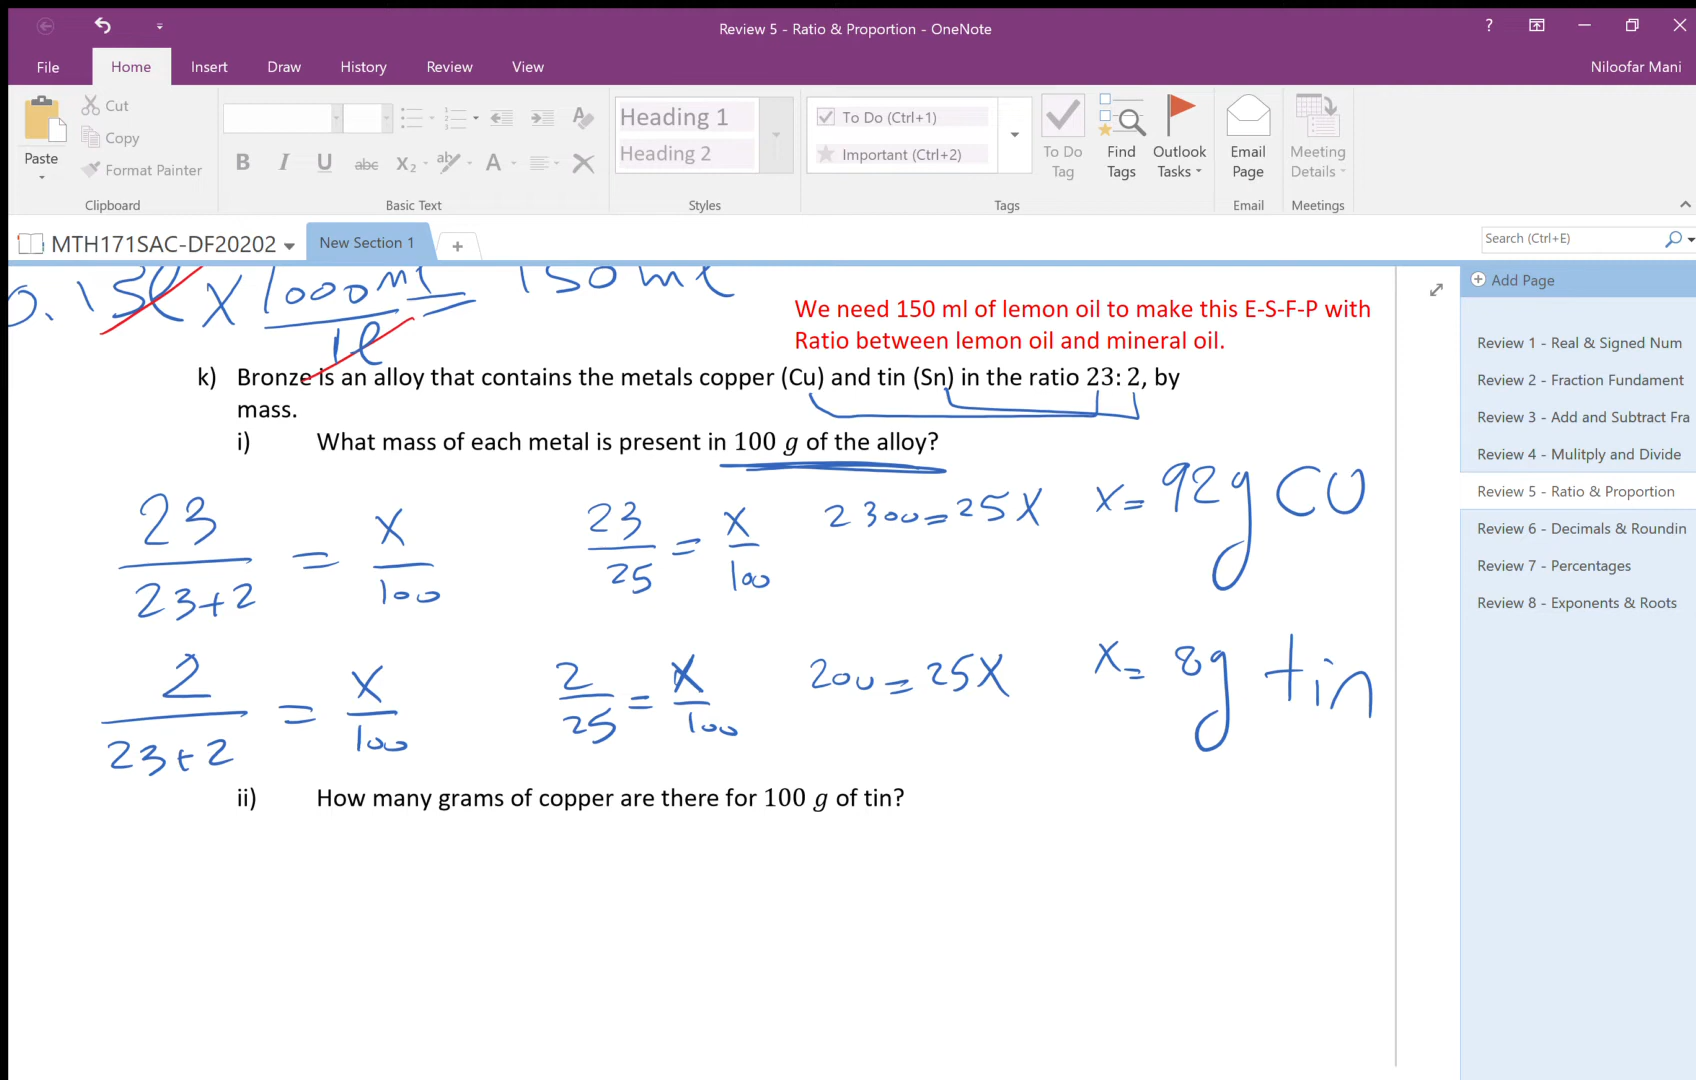 Review 5 - Ratio & Proportion - OneNote
?
File Home Insert Draw History Review View
Niloofar Mani
Paste
Cut
Copy
Format Painter
Clipboard
B I U abc X₂ ab A
Basic Text
Heading 1
Heading 2
Styles
To Do (Ctrl+1)
Important (Ctrl+2)
To Do Tag
Find Tags
Outlook Tasks
Tags
Email Page
Email
Meeting Details
Meetings
MTH171SAC-DF20202
New Section 1
+
Search (Ctrl+E)
0.15l × 1000ml / 1l = 150 ml
We need 150 ml of lemon oil to make this E-S-F-P with
Ratio between lemon oil and mineral oil.
k) Bronze is an alloy that contains the metals copper (Cu) and tin (Sn) in the ratio 23: 2, by
mass.
i) What mass of each metal is present in 100 g of the alloy?
23 / 23+2 = x / 100
23 / 25 = x / 100
2300 = 25x
x = 92g CU
2 / 23+2 = x / 100
2 / 25 = x / 100
200 = 25x
x = 8g tin
ii) How many grams of copper are there for 100 g of tin?
Add Page
Review 1 - Real & Signed Num
Review 2 - Fraction Fundament
Review 3 - Add and Subtract Fra
Review 4 - Mulitply and Divide
Review 5 - Ratio & Proportion
Review 6 - Decimals & Roundin
Review 7 - Percentages
Review 8 - Exponents & Roots